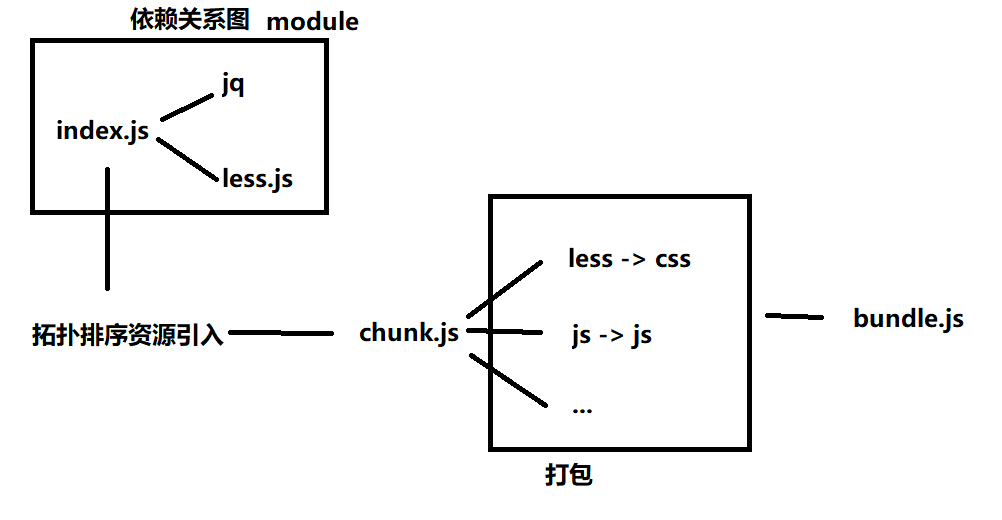 依赖关系图 module
jq
index.js
less.js
less -> css
拓扑排序资源引入
chunk.js
js -> js
bundle.js
...
打包